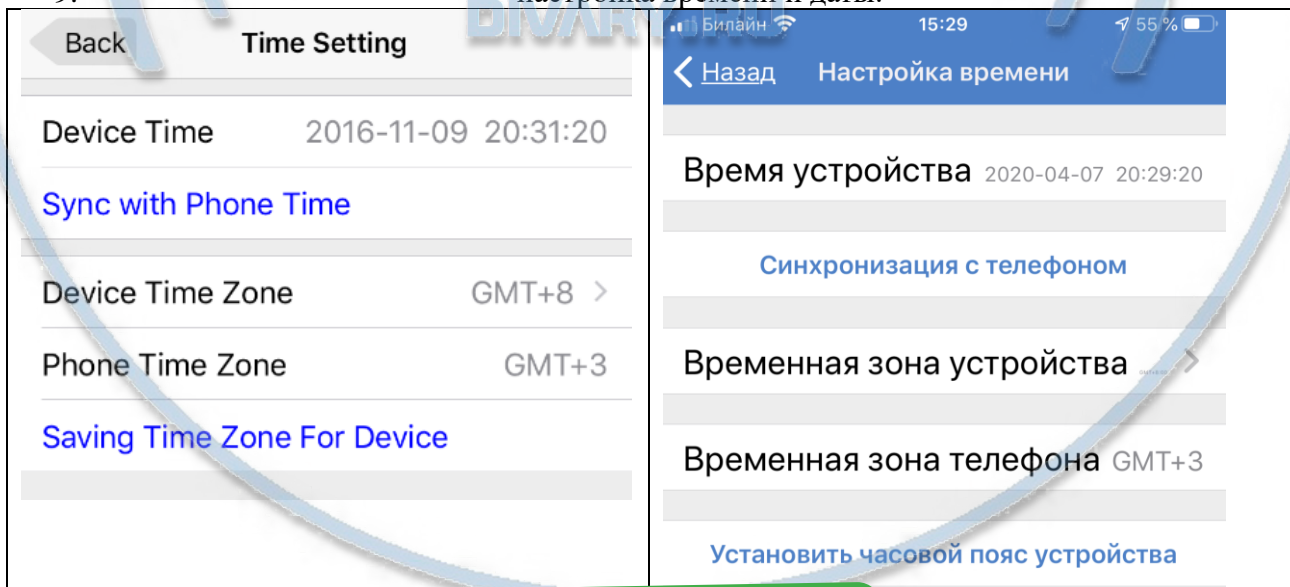 настройка времени и даты.
Back Time Setting
Device Time 2016-11-09 20:31:20
Sync with Phone Time
Device Time Zone GMT+8 >
Phone Time Zone GMT+3
Saving Time Zone For Device
Билайн 15:29 55 %
Назад Настройка времени
Время устройства 2020-04-07 20:29:20
Синхронизация с телефоном
Временная зона устройства >
Временная зона телефона GMT+3
Установить часовой пояс устройства